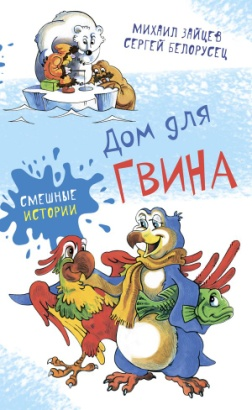 МИХАИЛ ЗАЙЦЕВ
СЕРГЕЙ БЕЛОРУСЕЦ
ДОМ ДЛЯ
ГВИНА
СМЕШНЫЕ
ИСТОРИИ